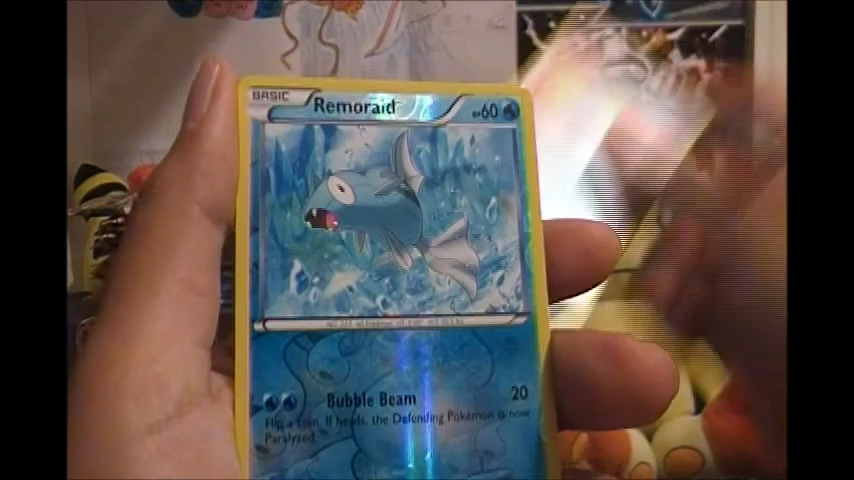 BASIC
Remoraid
HP60
Bubble Beam 20
Flip a coin. If heads, the Defending Pokémon is now
Paralyzed.